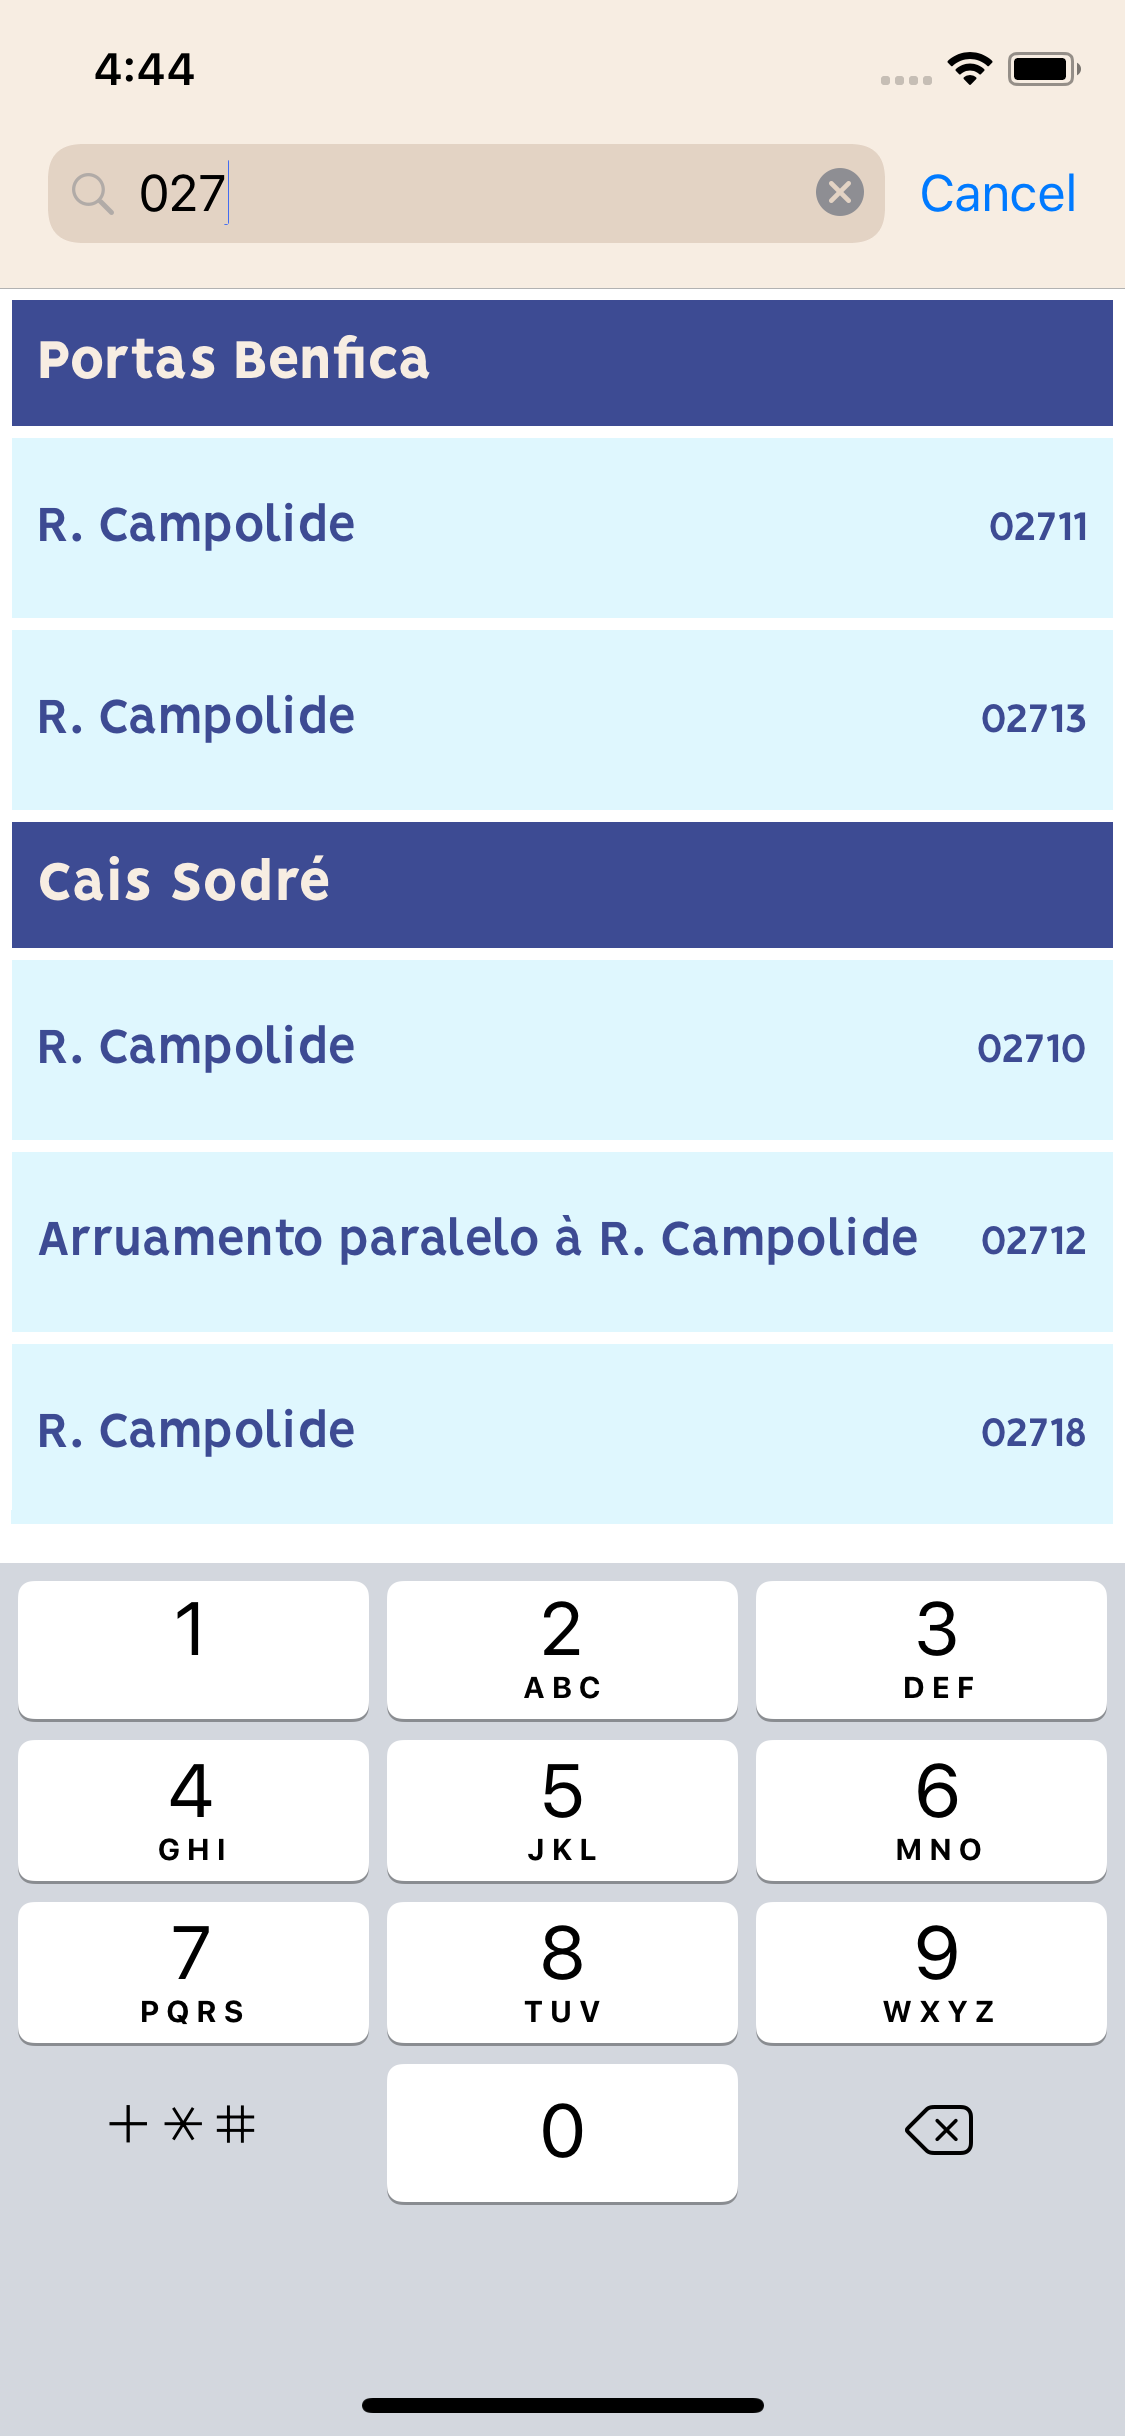 4:44
027
Cancel
Portas Benfica
R. Campolide 02711
R. Campolide 02713
Cais Sodré
R. Campolide 02710
Arruamento paralelo à R. Campolide 02712
R. Campolide 02718
1 2 3
ABC DEF
4 5 6
GHI JKL MNO
7 8 9
PQRS TUV WXYZ
+*# 0